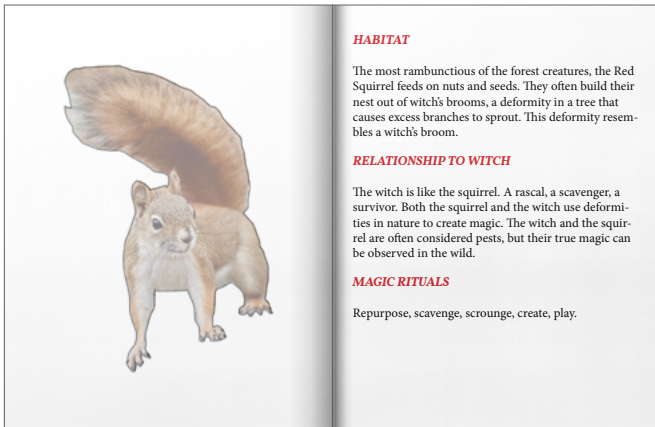 HABITAT
The most rambunctious of the forest creatures, the Red
Squirrel feeds on nuts and seeds. They often build their
nest out of witch's brooms, a deformity in a tree that
causes excess branches to sprout. This deformity resem-
bles a witch's broom.
RELATIONSHIP TO WITCH
The witch is like the squirrel. A rascal, a scavenger, a
survivor. Both the squirrel and the witch use deformi-
ties in nature to create magic. The witch and the squir-
rel are often considered pests, but their true magic can
be observed in the wild.
MAGIC RITUALS
Repurpose, scavenge, scrounge, create, play.